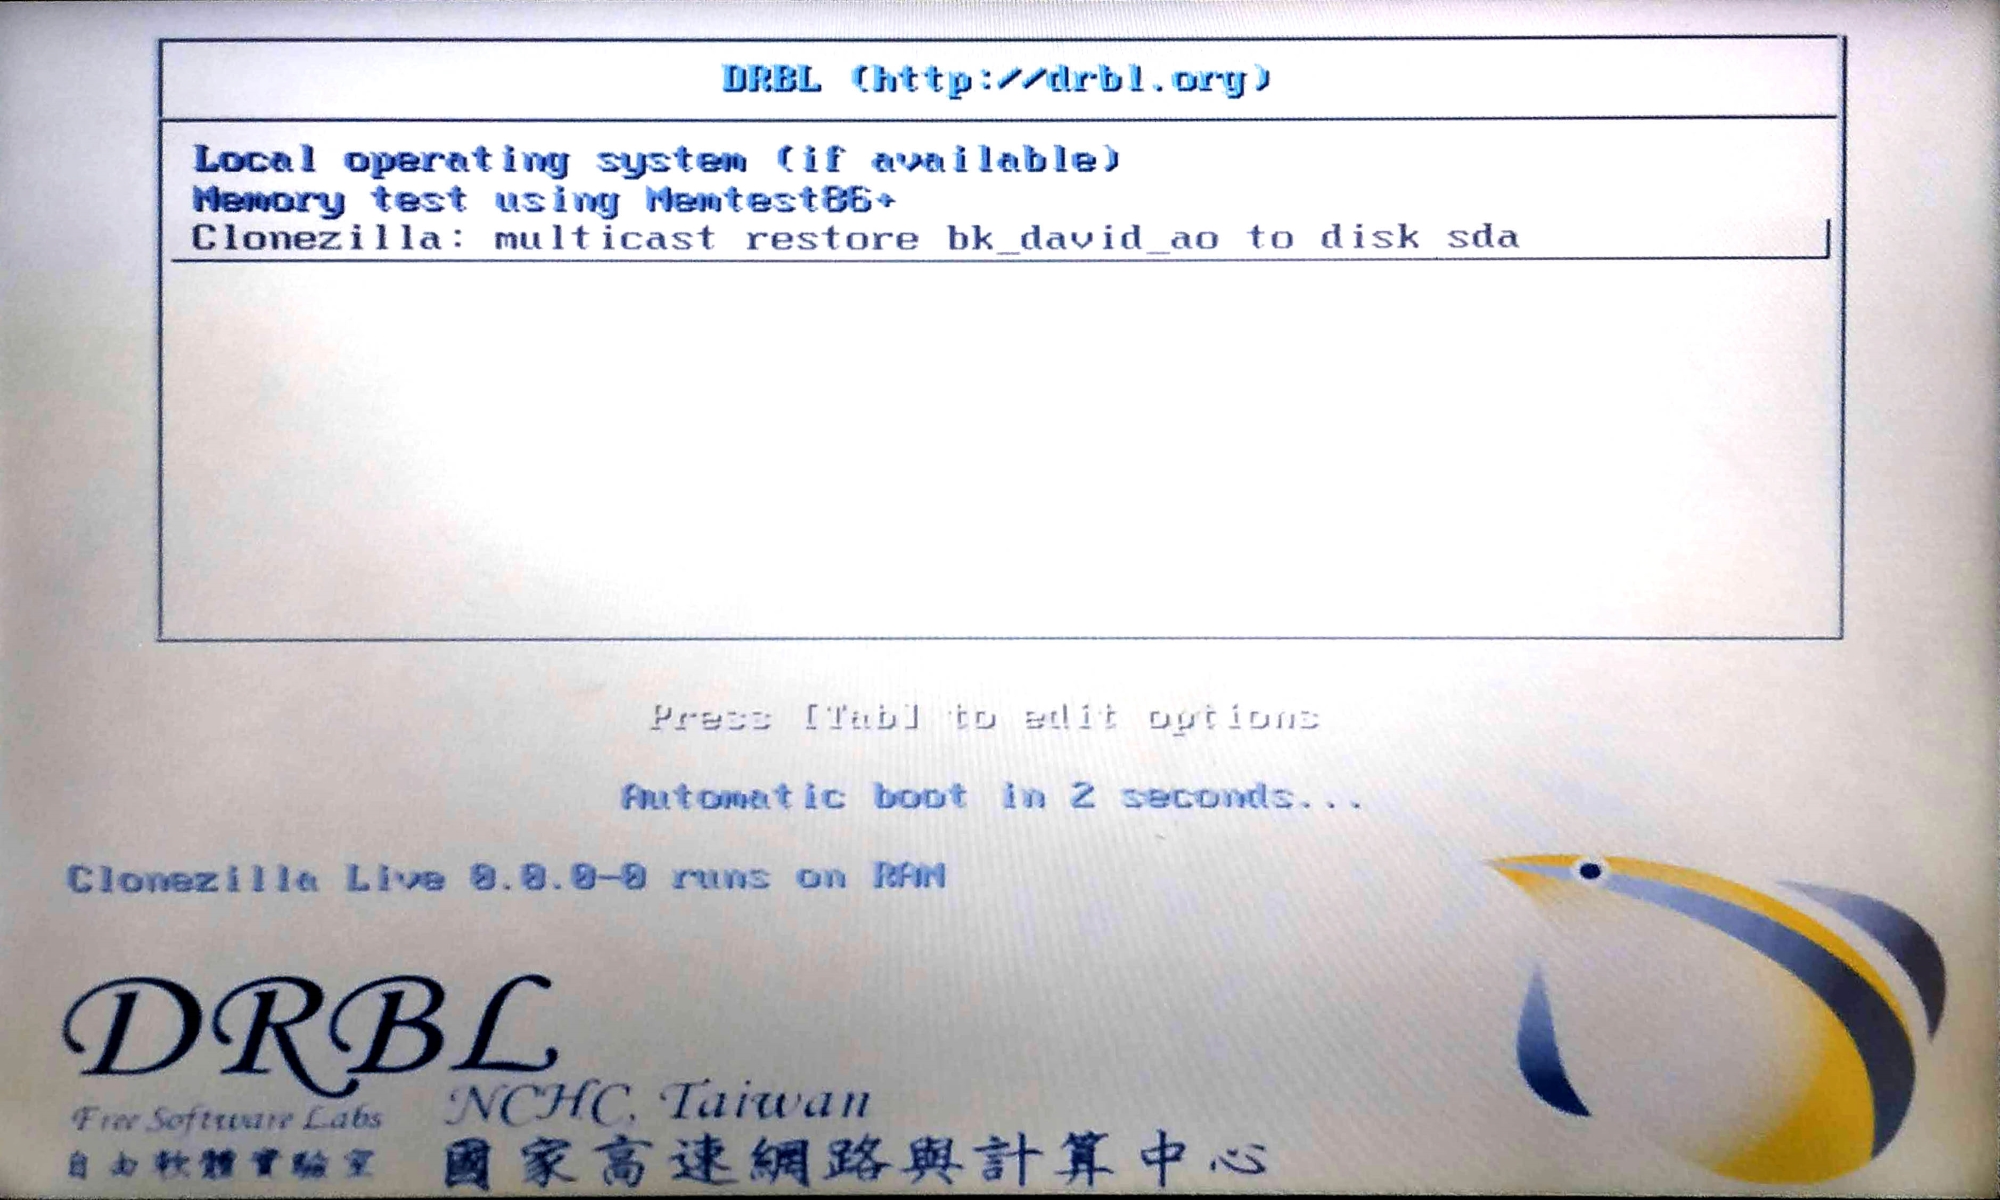 DRBL (http://drbl.org)
Local operating system (if available)
Memory test using Memtest86+
Clonezilla: multicast restore bk_david_ao to disk sda
Press [Tab] to edit options
Automatic boot in 2 seconds...
Clonezilla Live 0.0.0-0 runs on RAM
DRBL
NCHC, Taiwan
Free Software Labs
自由軟體實驗室
國家高速網路與計算中心